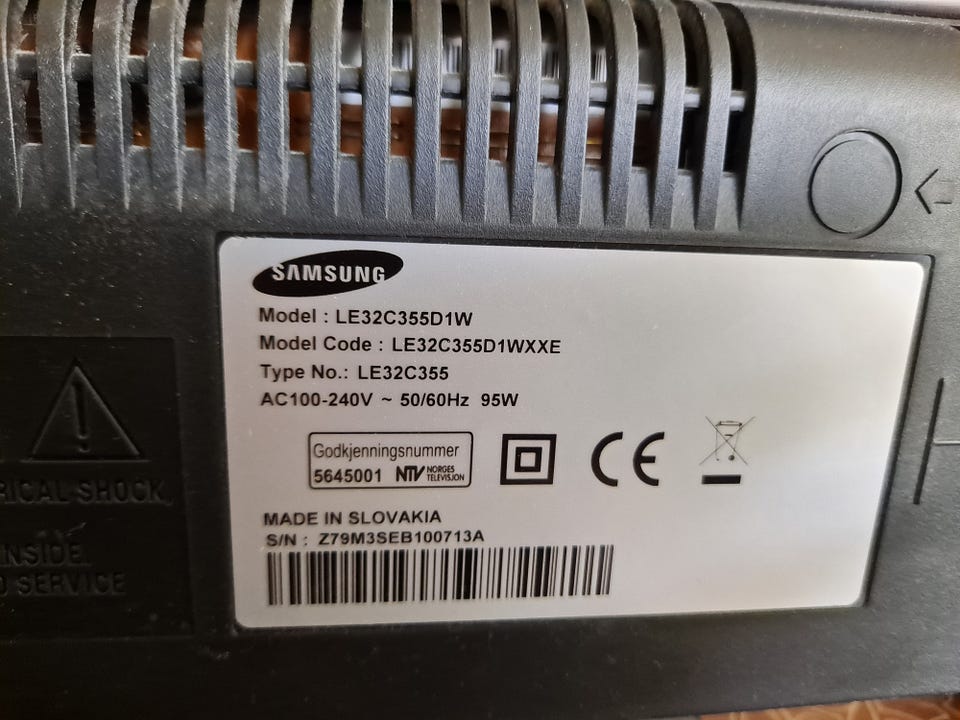 SAMSUNG
Model : LE32C355D1W
Model Code : LE32C355D1WXXE
Type No.: LE32C355
AC100-240V ~ 50/60Hz 95W
Godkjenningsnummer
5645001 NTV NORGES TELEVISJON
CE
MADE IN SLOVAKIA
S/N : Z79M3SEB100713A
SHOCK
INSIDE.
SERVICE